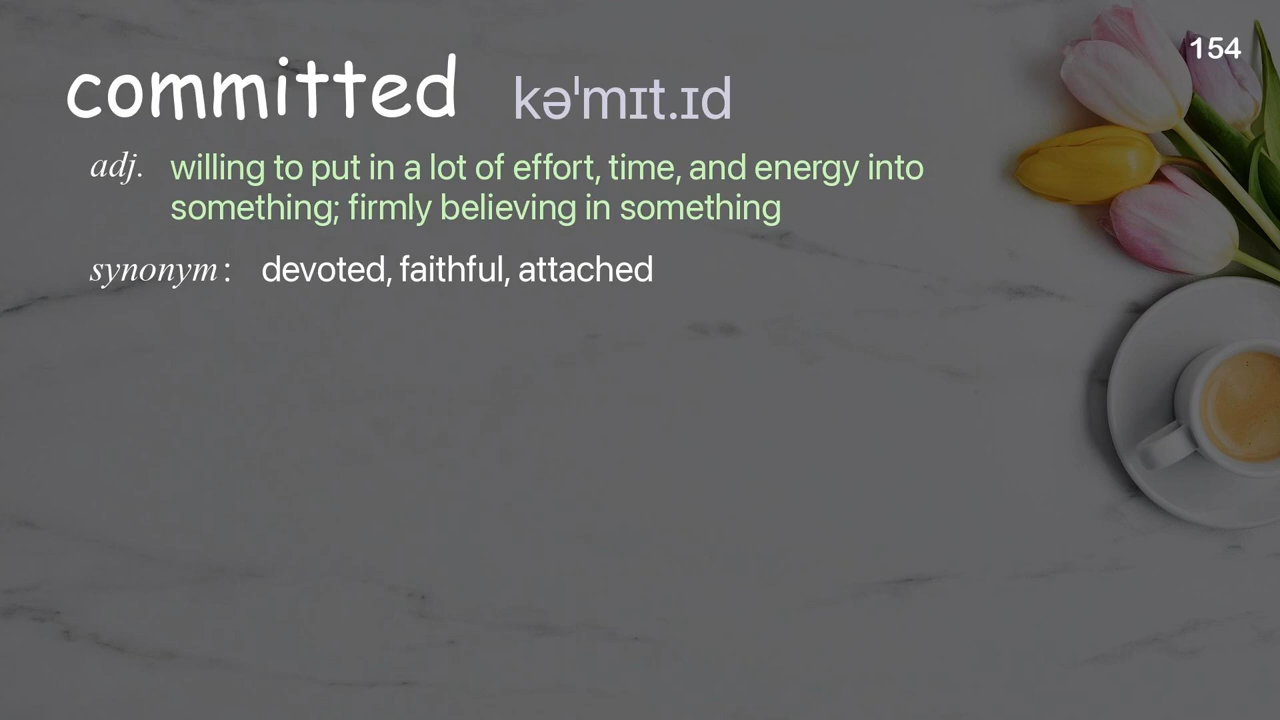 154
committed kəˈmɪt.ɪd
adj. willing to put in a lot of effort, time, and energy into
something; firmly believing in something
synonym: devoted, faithful, attached